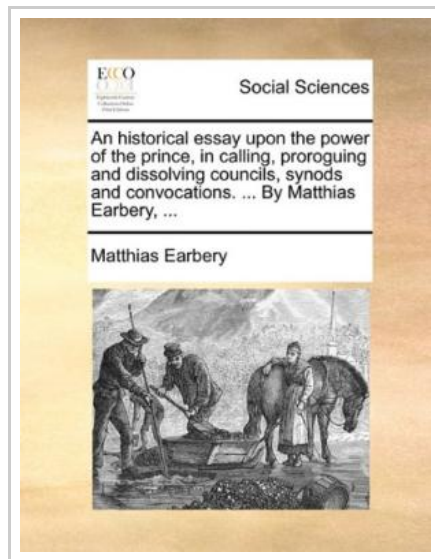 ECCO
Social Sciences
An historical essay upon the power
of the prince, in calling, proroguing
and dissolving councils, synods
and convocations. ... By Matthias
Earbery, ...
Matthias Earbery